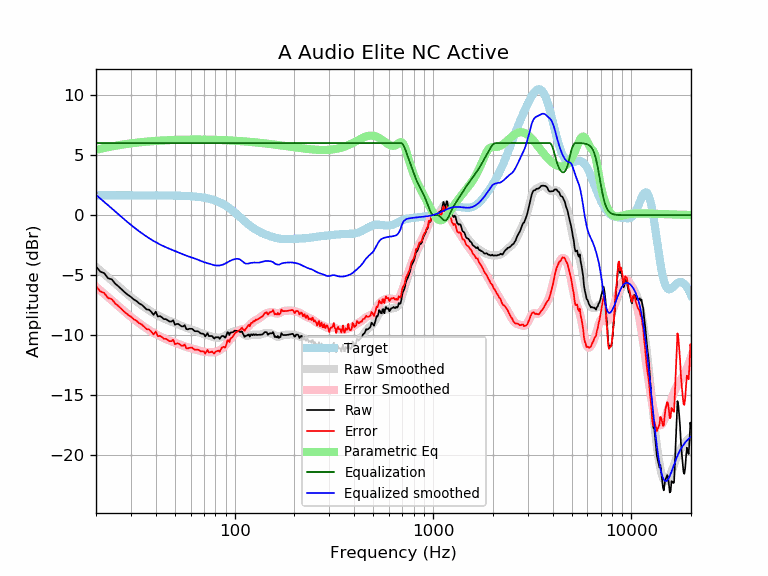 A Audio Elite NC Active
Amplitude (dBr)
10
5
0
−5
−10
−15
−20
Target
Raw Smoothed
Error Smoothed
Raw
Error
Parametric Eq
Equalization
Equalized smoothed
100 1000 10000
Frequency (Hz)